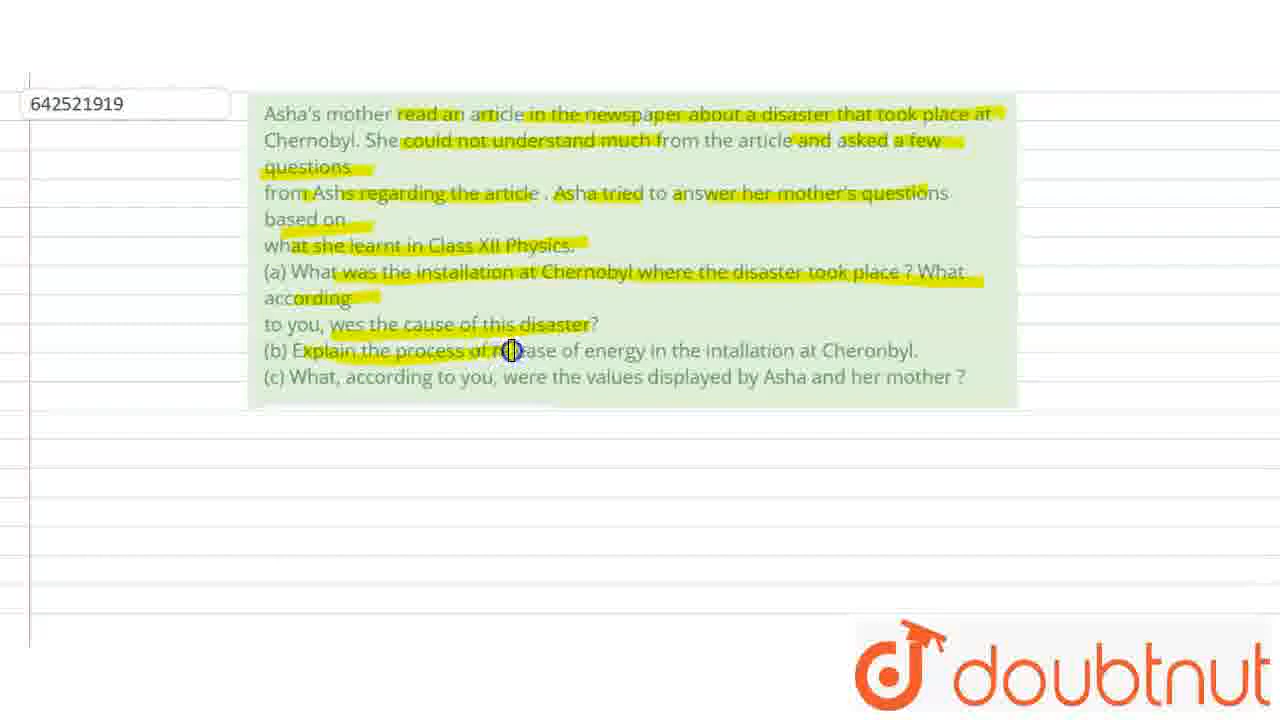 642521919
Asha's mother read an article in the newspaper about a disaster that took place at
Chernobyl. She could not understand much from the article and asked a few
questions
from Ashs regarding the article . Asha tried to answer her mother's questions
based on
what she learnt in Class XII Physics.
(a) What was the installation at Chernobyl where the disaster took place ? What
according
to you, wes the cause of this disaster?
(b) Explain the process of release of energy in the intallation at Cheronbyl.
(c) What, according to you, were the values displayed by Asha and her mother ?
doubtnut